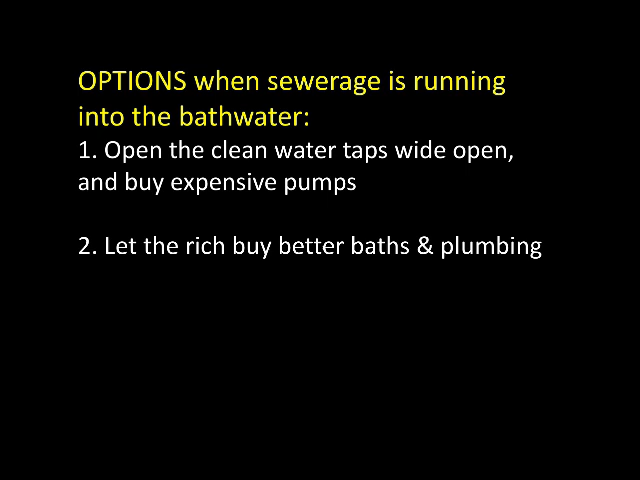 OPTIONS when sewerage is running
into the bathwater:
1. Open the clean water taps wide open,
and buy expensive pumps
2. Let the rich buy better baths & plumbing